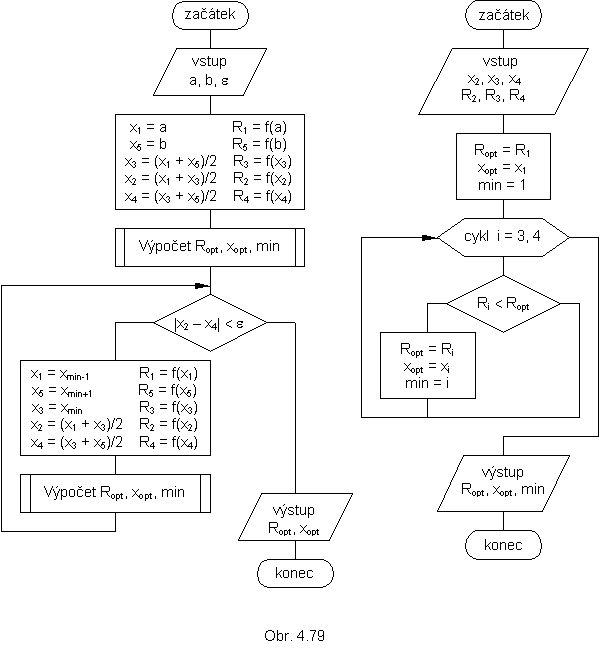 začátek
vstup
a, b, ε
x₁ = a R₁ = f(a)
x₅ = b R₅ = f(b)
x₃ = (x₁ + x₅)/2 R₃ = f(x₃)
x₂ = (x₁ + x₃)/2 R₂ = f(x₂)
x₄ = (x₃ + x₅)/2 R₄ = f(x₄)
Výpočet Ropt, xopt, min
|x₂ – x₄| < ε
x₁ = xmin-1 R₁ = f(x₁)
x₅ = xmin+1 R₅ = f(x₅)
x₃ = xmin R₃ = f(x₃)
x₂ = (x₁ + x₃)/2 R₂ = f(x₂)
x₄ = (x₃ + x₅)/2 R₄ = f(x₄)
Výpočet Ropt, xopt, min
výstup
Ropt, xopt
konec
začátek
vstup
x₂, x₃, x₄
R₂, R₃, R₄
Ropt = R₁
xopt = x₁
min = 1
cykl i = 3, 4
Rᵢ < Ropt
Ropt = Rᵢ
xopt = xᵢ
min = i
výstup
Ropt, xopt, min
konec
Obr. 4.79